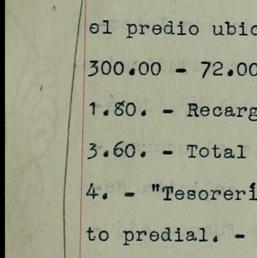 el predio ubic
300.00 - 72.00
1.80. - Recarg
3.60. - Total
4. - "Tesorerí
to predial. -